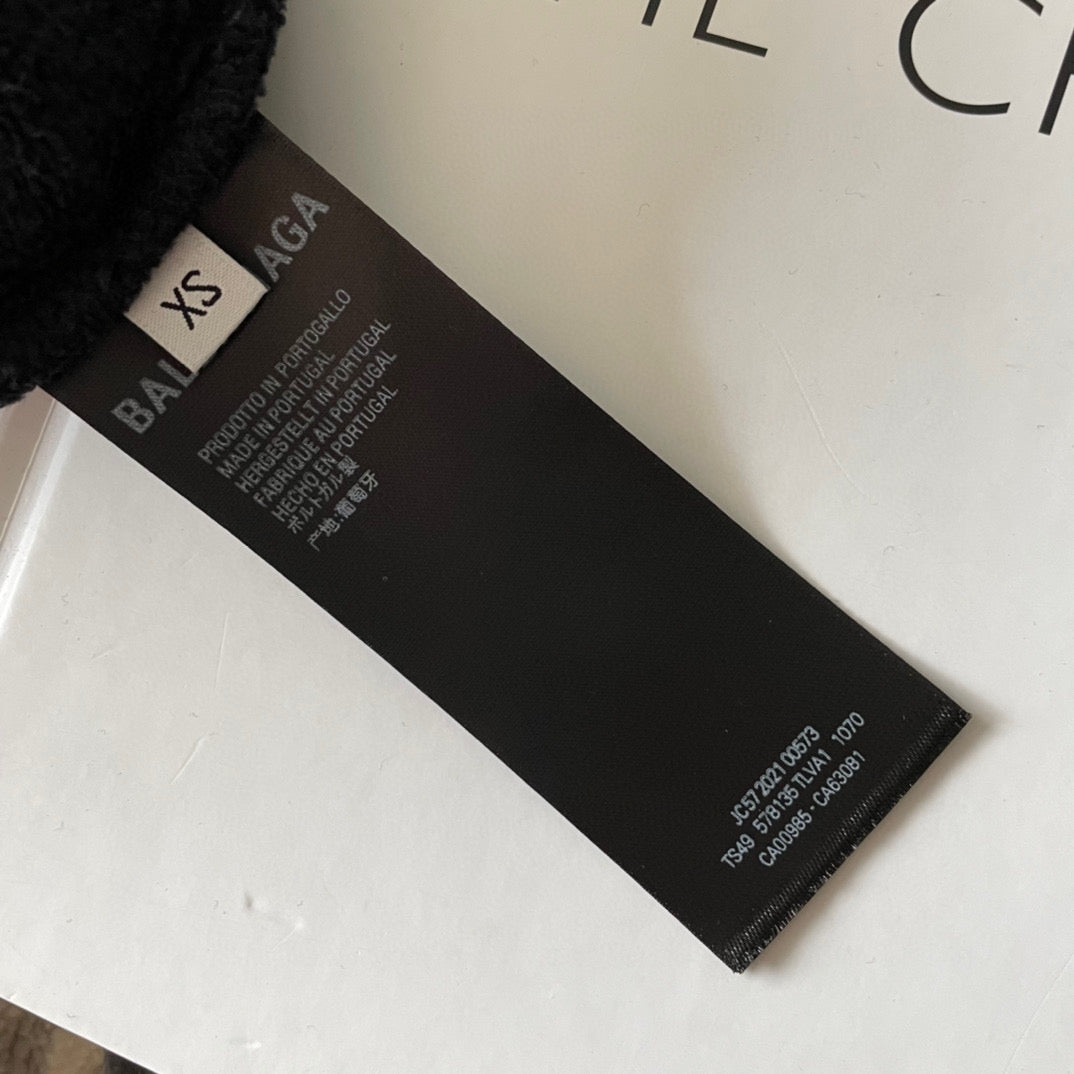 XS
BAL AGA
PRODOTTO IN PORTOGALLO
MADE IN PORTUGAL
HERGESTELLT IN PORTUGAL
FABRIQUE AU PORTUGAL
HECHO EN PORTUGAL
ポルトガル製
产地:葡萄牙
JC57 2021 00573
TS49 578135 TLVA1 1070
CA00985 - CA63081